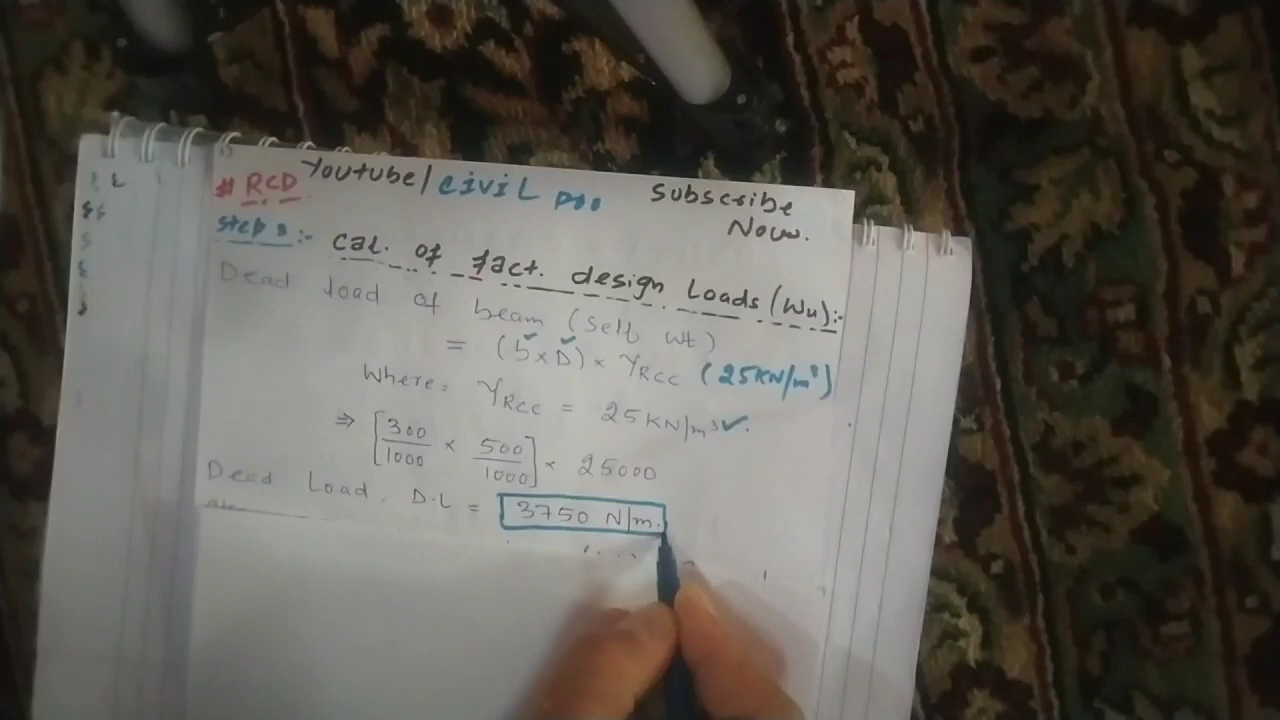 # RCD Youtube/civil pro Subscribe
Now.
step 3:- cal. of fact. design Loads (Wu):-
Dead load of beam (Self wt)
= (b × D) × γRCC (25KN/m³)
Where, γRCC = 25KN/m³ ✓.
⇒ [300/1000 × 500/1000] × 25000
Dead Load, D.L = 3750 N/m.